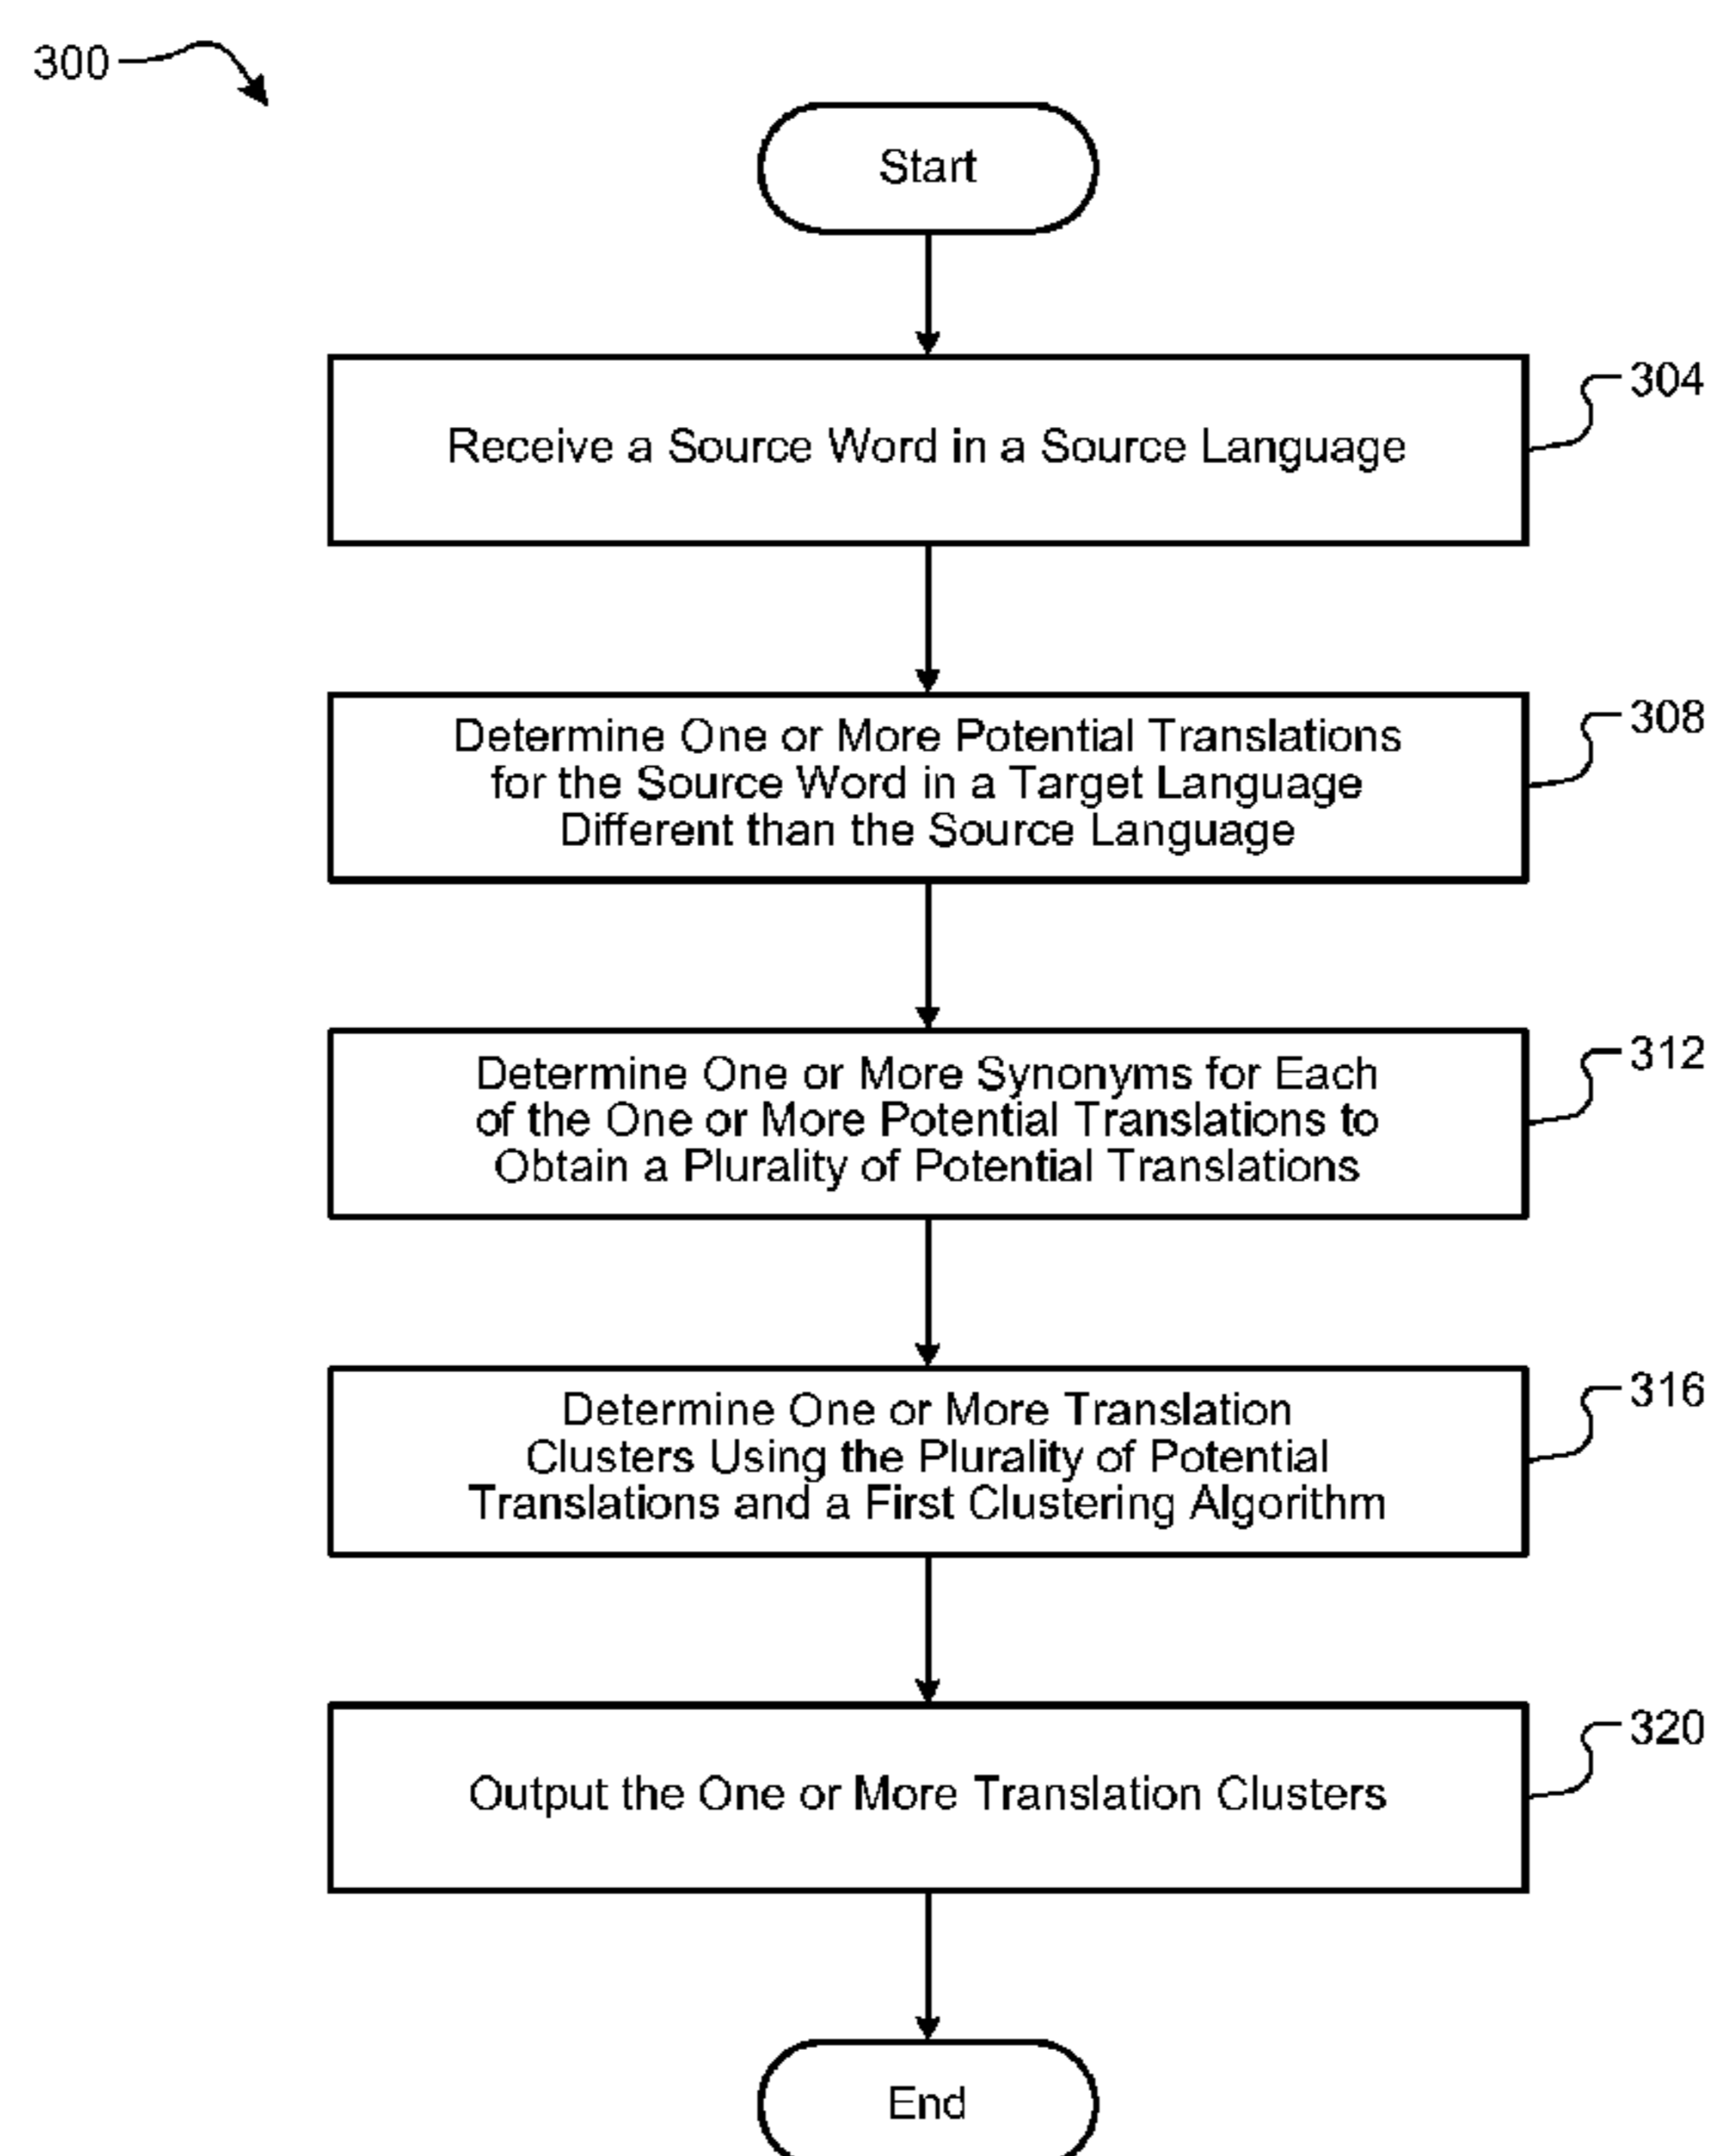 300
Start
304
Receive a Source Word in a Source Language
308
Determine One or More Potential Translations
for the Source Word in a Target Language
Different than the Source Language
312
Determine One or More Synonyms for Each
of the One or More Potential Translations to
Obtain a Plurality of Potential Translations
316
Determine One or More Translation
Clusters Using the Plurality of Potential
Translations and a First Clustering Algorithm
320
Output the One or More Translation Clusters
End